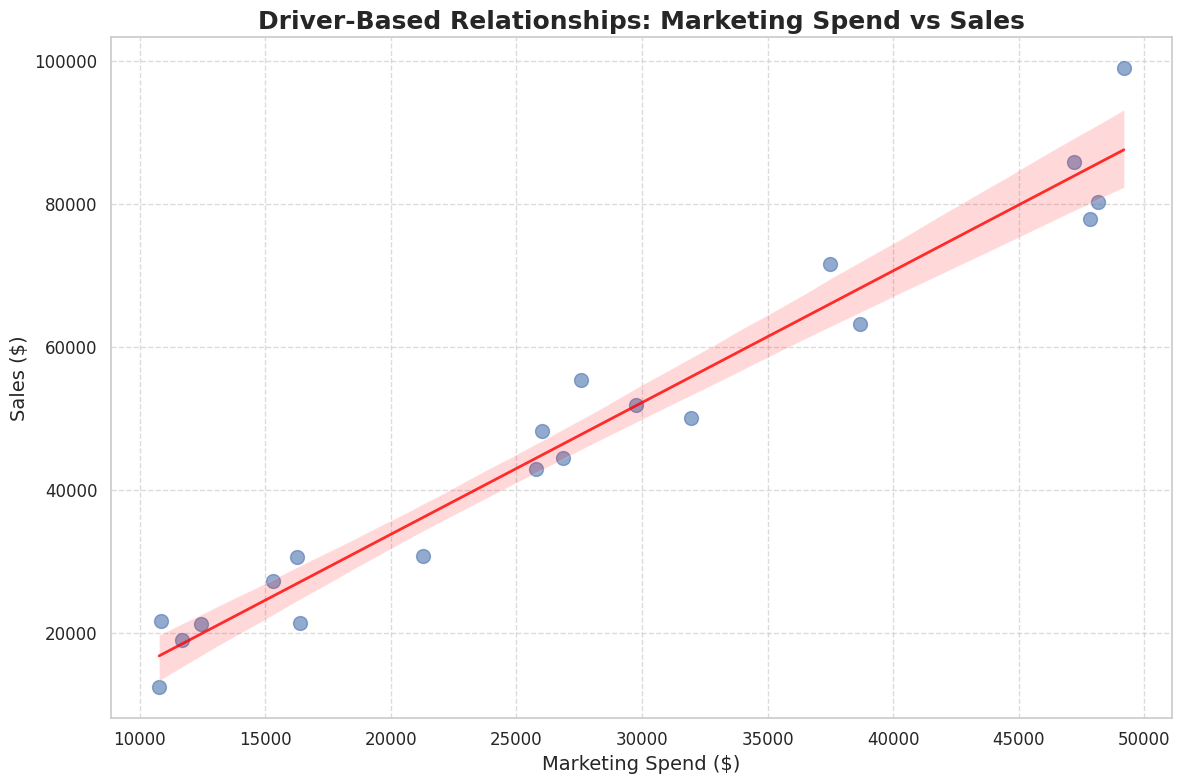 Driver-Based Relationships: Marketing Spend vs Sales
100000
80000
60000
40000
20000
Sales ($)
10000 15000 20000 25000 30000 35000 40000 45000 50000
Marketing Spend ($)